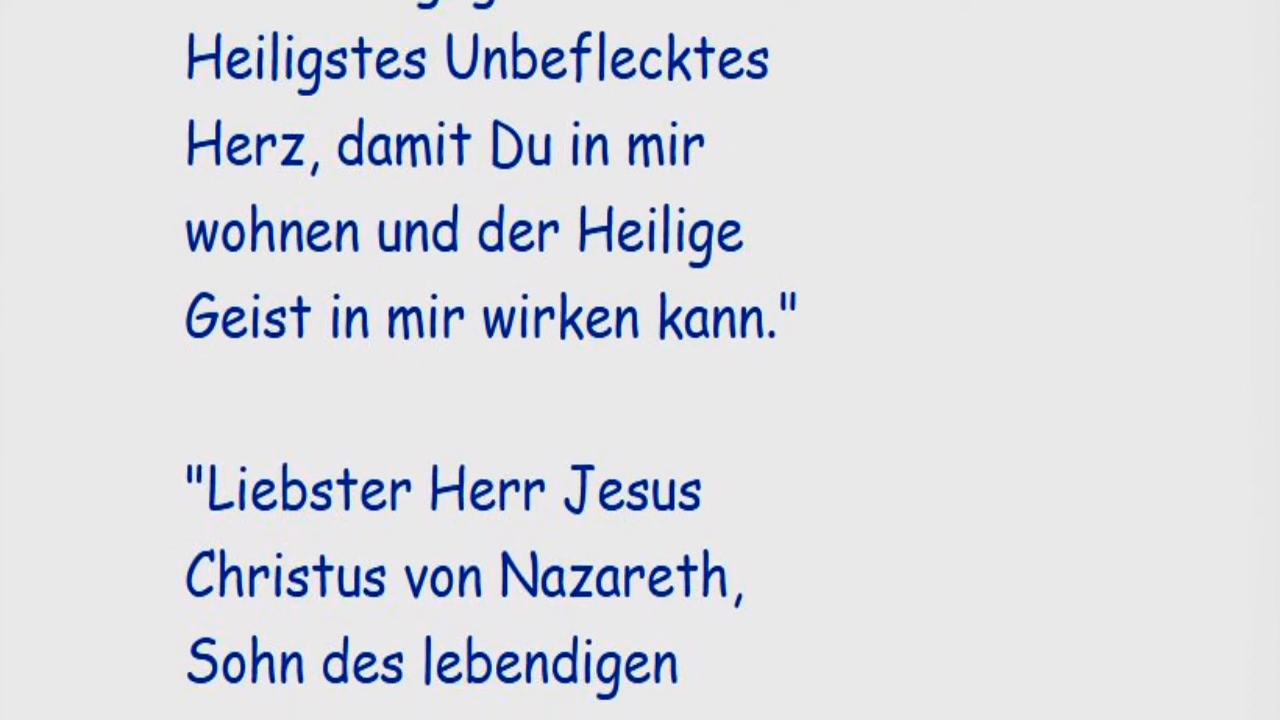 Heiligstes Unbeflecktes
Herz, damit Du in mir
wohnen und der Heilige
Geist in mir wirken kann."
"Liebster Herr Jesus
Christus von Nazareth,
Sohn des lebendigen